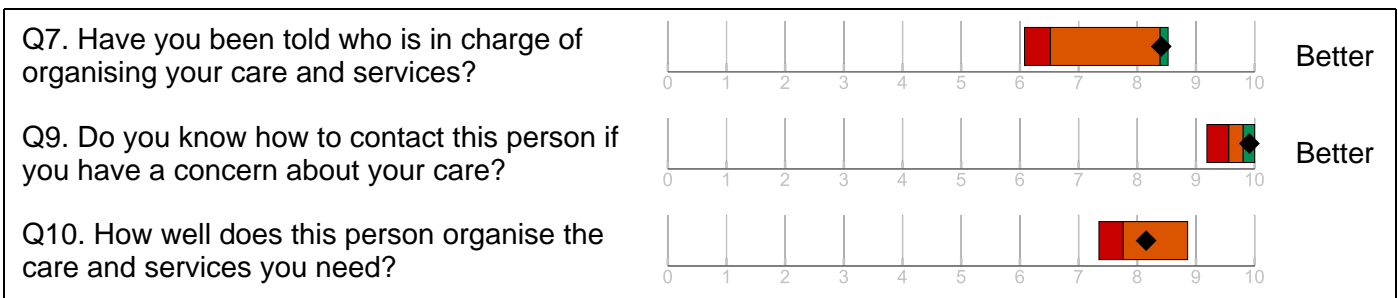 Q7. Have you been told who is in charge of
organising your care and services?
0 1 2 3 4 5 6 7 8 9 10
Better
Q9. Do you know how to contact this person if
you have a concern about your care?
0 1 2 3 4 5 6 7 8 9 10
Better
Q10. How well does this person organise the
care and services you need?
0 1 2 3 4 5 6 7 8 9 10